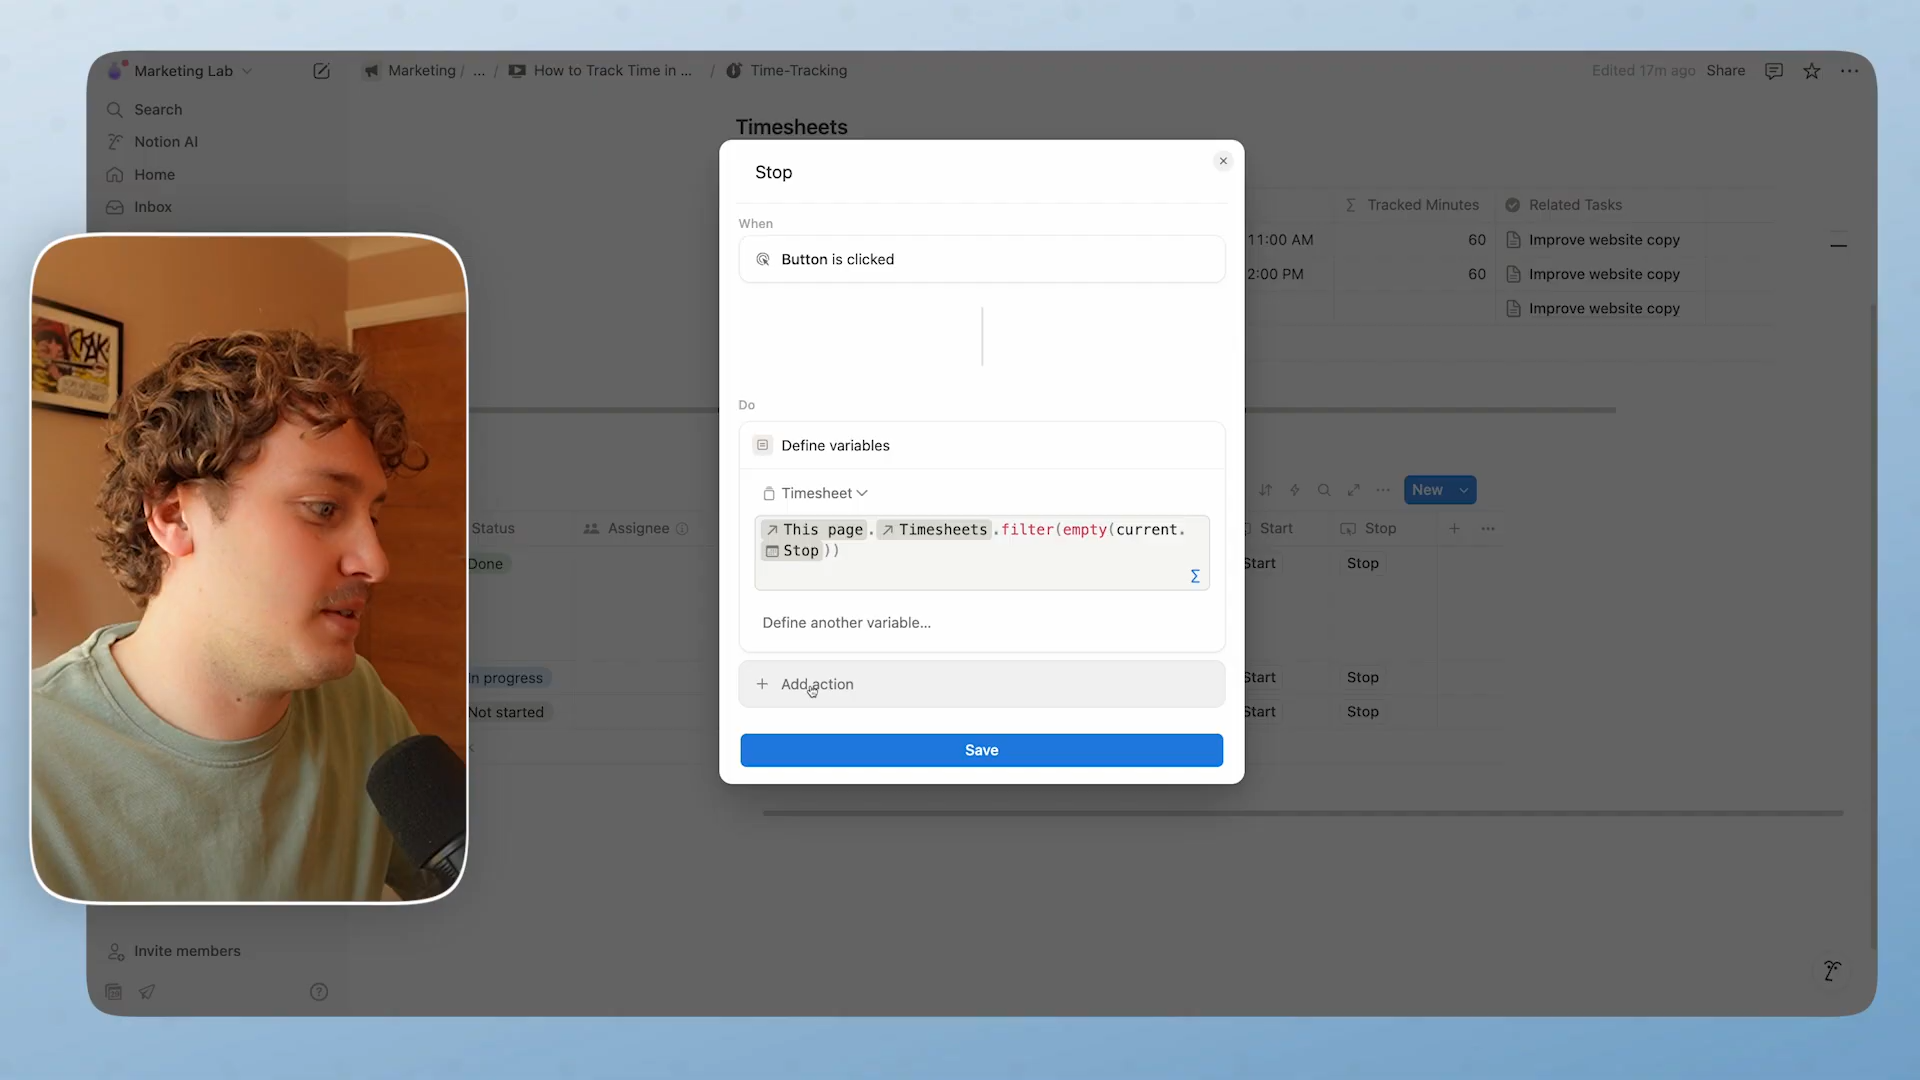 Marketing Lab
Marketing / ... / How to Track Time in ... / Time-Tracking
Edited 17m ago Share
Search
Notion AI
Home
Inbox
Timesheets
Tracked Minutes Related Tasks
11:00 AM 60 Improve website copy
2:00 PM 60 Improve website copy
Improve website copy
Stop
When
Button is clicked
Do
Define variables
Timesheet
This page. Timesheets.filter(empty(current.
Stop))
Define another variable...
+ Add action
Save
New
Status Assignee Start Stop
Done Start Stop
In progress Start Stop
Not started Start Stop
Invite members